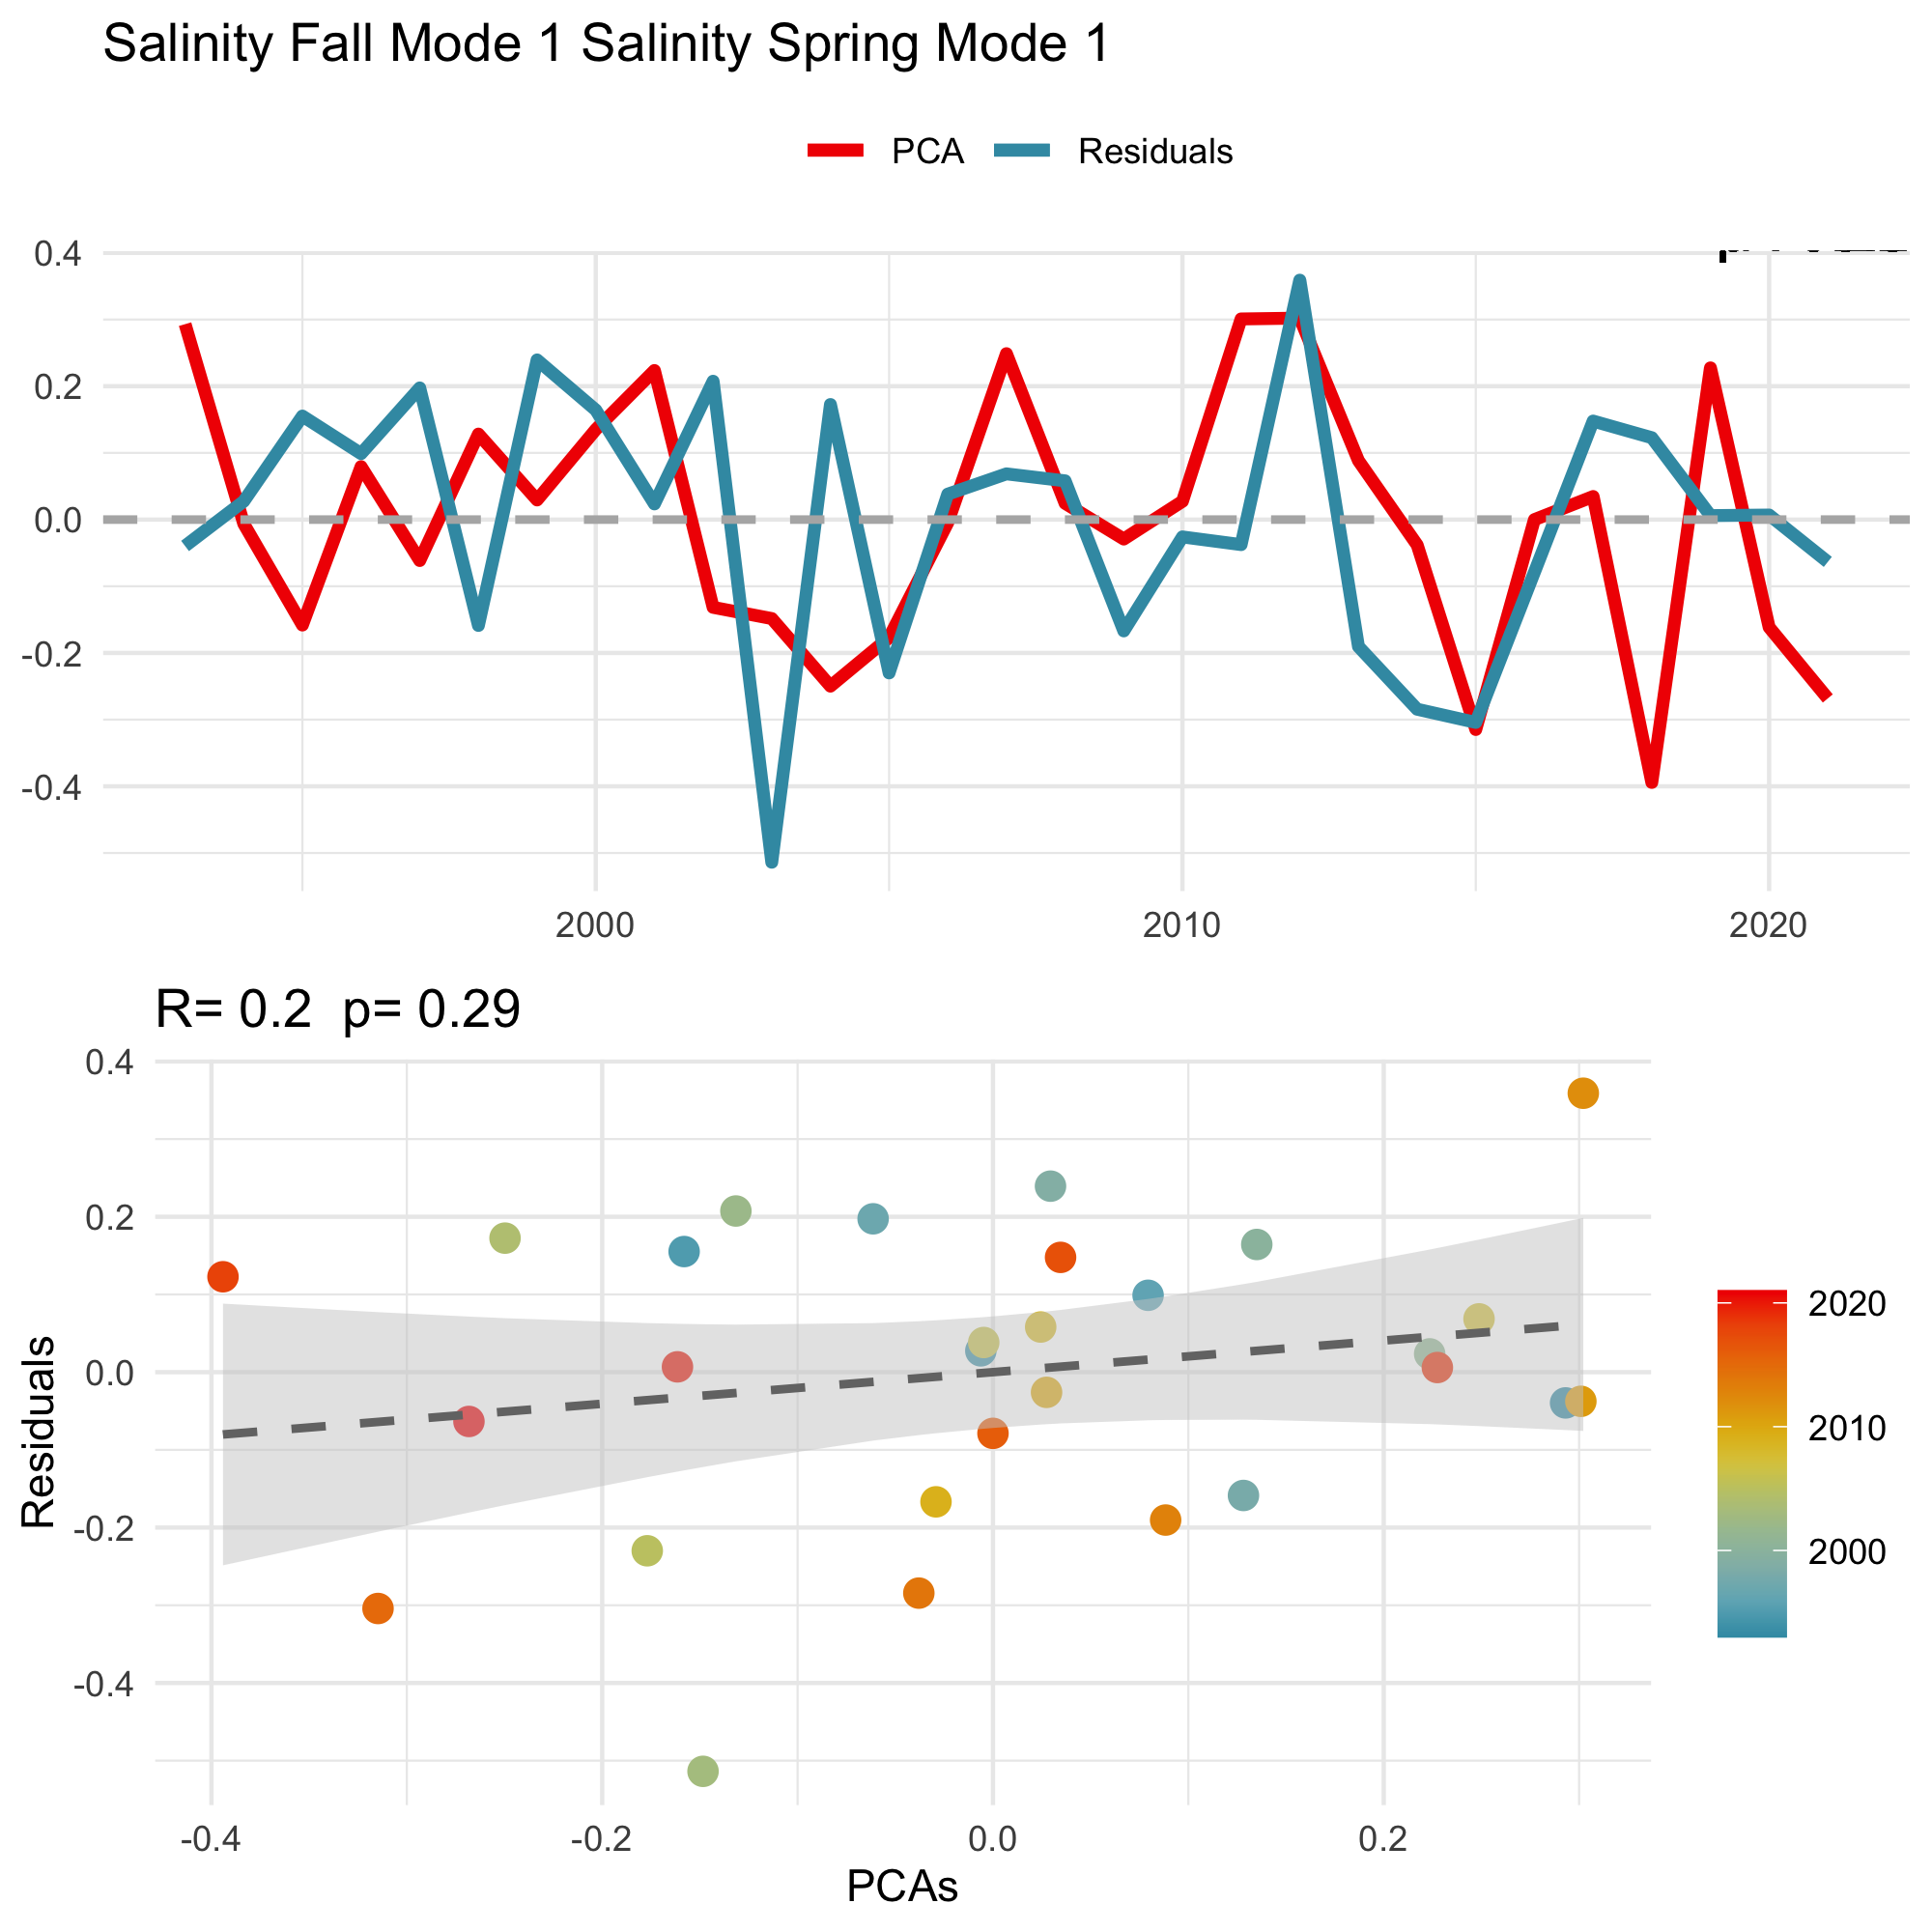 Salinity Fall Mode 1 Salinity Spring Mode 1
PCA Residuals
0.4
0.2
0.0
-0.2
-0.4
2000 2010 2020
R= 0.2 p= 0.29
0.4
0.2
0.0
-0.2
-0.4
Residuals
-0.4 -0.2 0.0 0.2
PCAs
2020
2010
2000